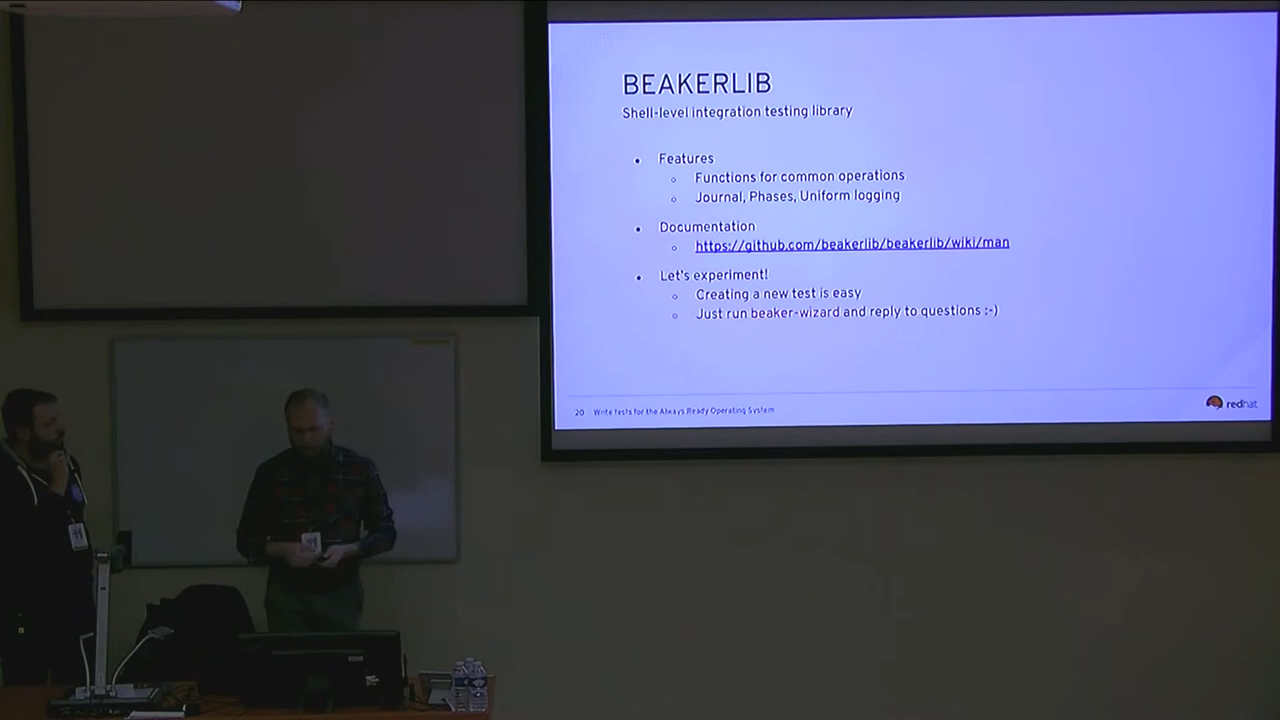 BEAKERLIB
Shell-level integration testing library
Features
Functions for common operations
Journal, Phases, Uniform logging
Documentation
https://github.com/beakerlib/beakerlib/wiki/man
Let's experiment!
Creating a new test is easy
Just run beaker-wizard and reply to questions :-)
20 Write tests for the Always Ready Operating System
redhat